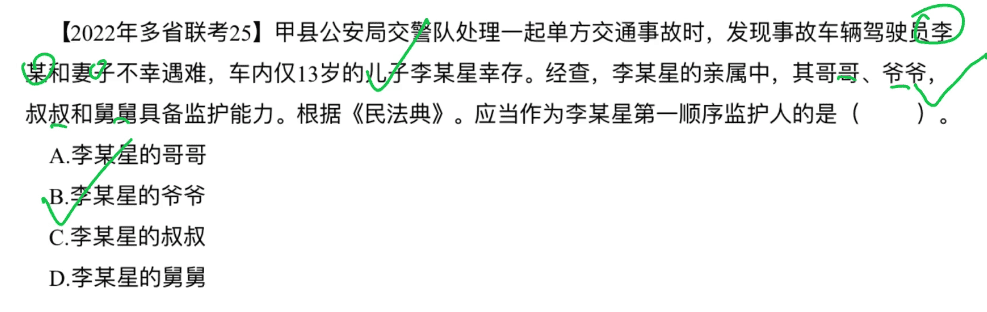 【2022年多省联考25】甲县公安局交警队处理一起单方交通事故时，发现事故车辆驾驶员李
某和妻子不幸遇难，车内仅13岁的儿子李某星幸存。经查，李某星的亲属中，其哥哥、爷爷，
叔叔和舅舅具备监护能力。根据《民法典》。应当作为李某星第一顺序监护人的是（ ）。
A.李某星的哥哥
B.李某星的爷爷
C.李某星的叔叔
D.李某星的舅舅